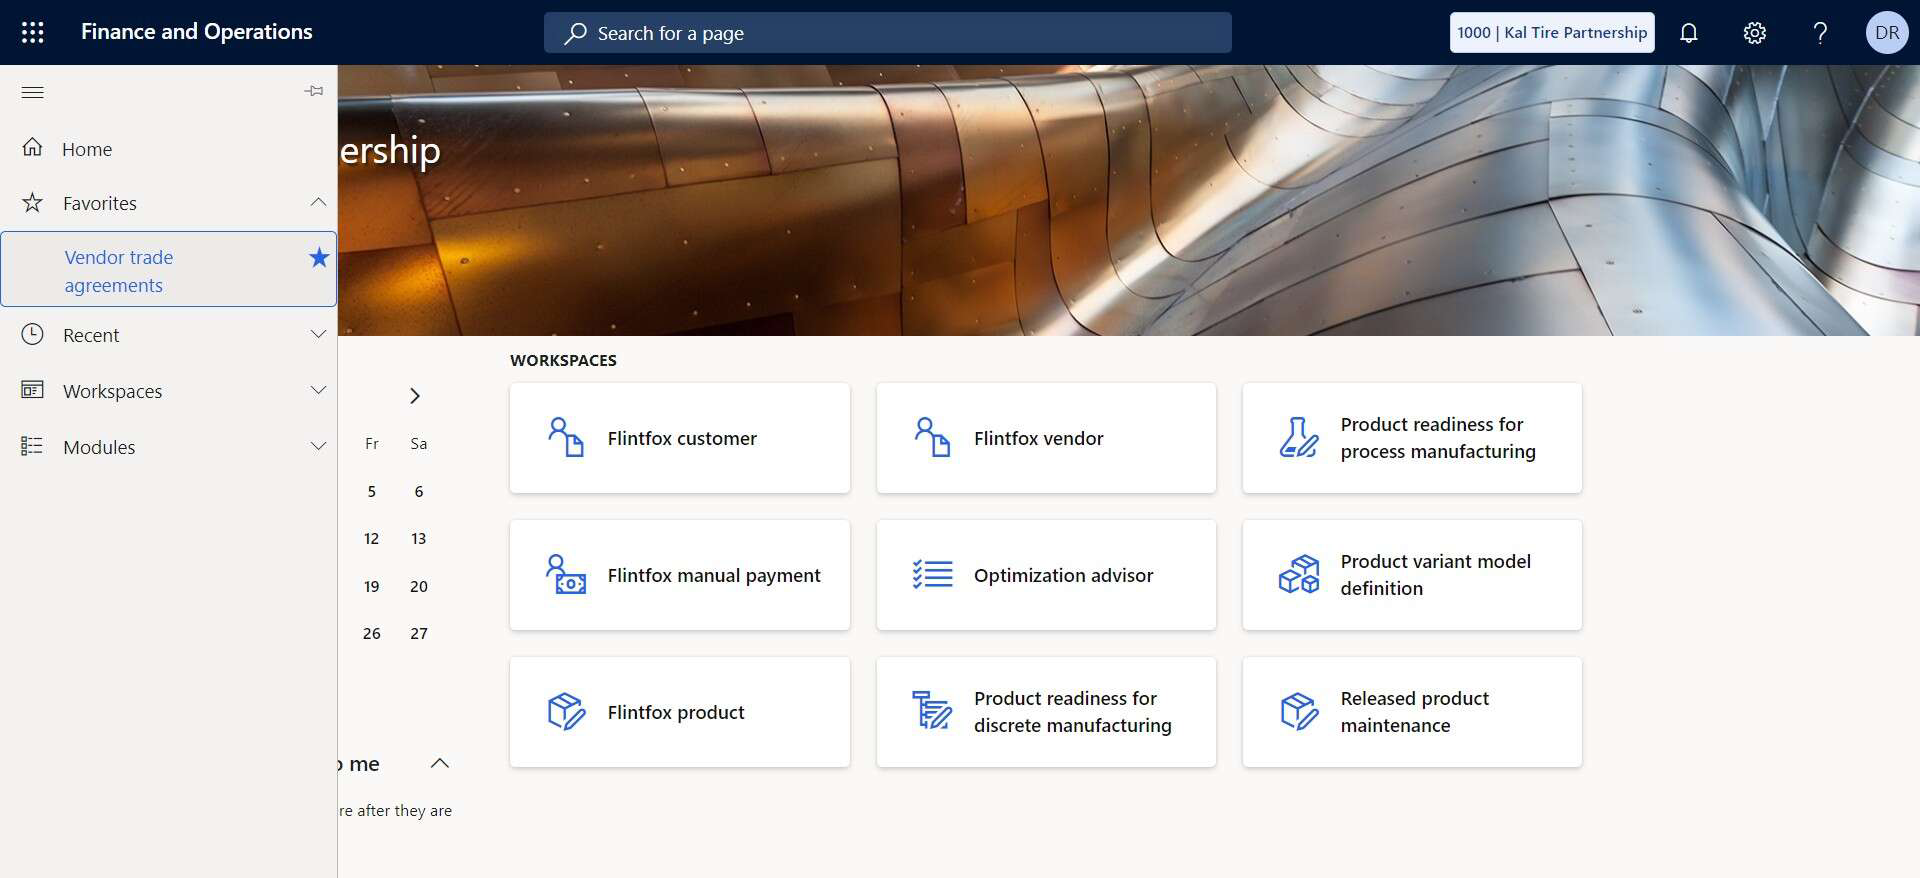 Finance and Operations
Search for a page
1000 | Kal Tire Partnership
DR
Home
Favorites
Vendor trade
agreements
Recent
Workspaces
Modules
ership
Fr Sa
5 6
12 13
19 20
26 27
o me
re after they are
WORKSPACES
Flintfox customer
Flintfox vendor
Product readiness for
process manufacturing
Flintfox manual payment
Optimization advisor
Product variant model
definition
Flintfox product
Product readiness for
discrete manufacturing
Released product
maintenance